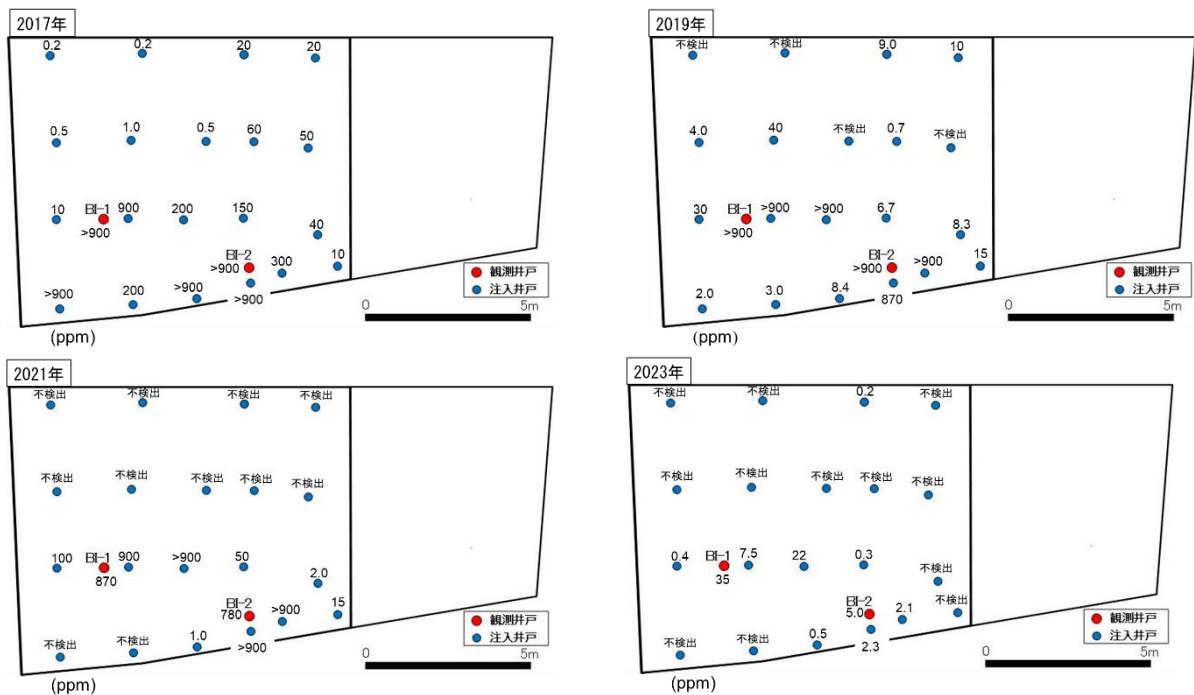 2017年
0.2 0.2 20 20
0.5 1.0 0.5 60 50
10 BI-1 900 200 150
>900
40
BI-2
>900 300 10
>900 200 >900 >900
観測井戸
注入井戸
0 5m
(ppm)
2019年
不検出 不検出 9.0 10
4.0 40 不検出 0.7 不検出
30 BI-1 >900 >900 6.7
>900
8.3
BI-2
>900 >900 15
2.0 3.0 8.4 870
観測井戸
注入井戸
0 5m
(ppm)
2021年
不検出 不検出 不検出 不検出
不検出 不検出 不検出 不検出 不検出
100 BI-1 900 >900 50
870
2.0
BI-2
780 >900 15
不検出 不検出 1.0 >900
観測井戸
注入井戸
0 5m
(ppm)
2023年
不検出 不検出 0.2 不検出
不検出 不検出 不検出 不検出 不検出
0.4 BI-1 7.5 22 0.3
35
不検出
BI-2
5.0 2.1 不検出
不検出 不検出 0.5 2.3
観測井戸
注入井戸
0 5m
(ppm)